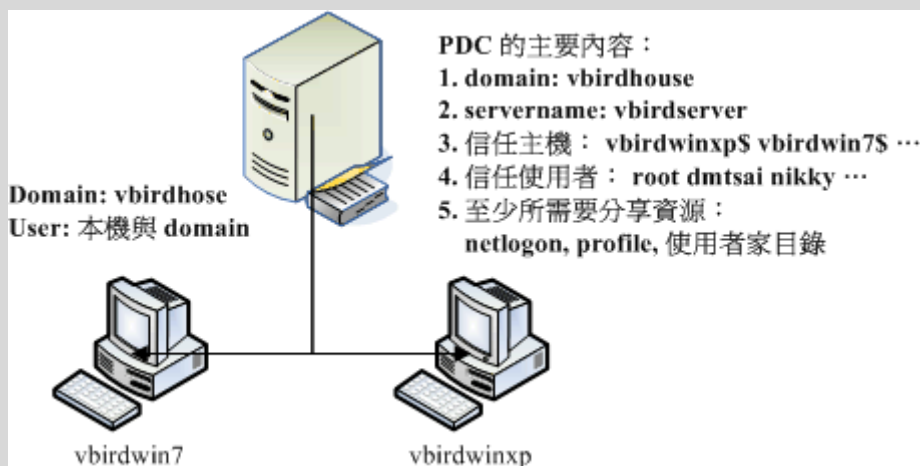 PDC 的主要內容：
1. domain: vbirdhouse
2. servername: vbirdserver
3. 信任主機： vbirdwinxp$ vbirdwin7$ …
4. 信任使用者： root dmtsai nikky …
5. 至少所需要分享資源：
netlogon, profile, 使用者家目錄
Domain: vbirdhose
User: 本機與 domain
vbirdwin7
vbirdwinxp